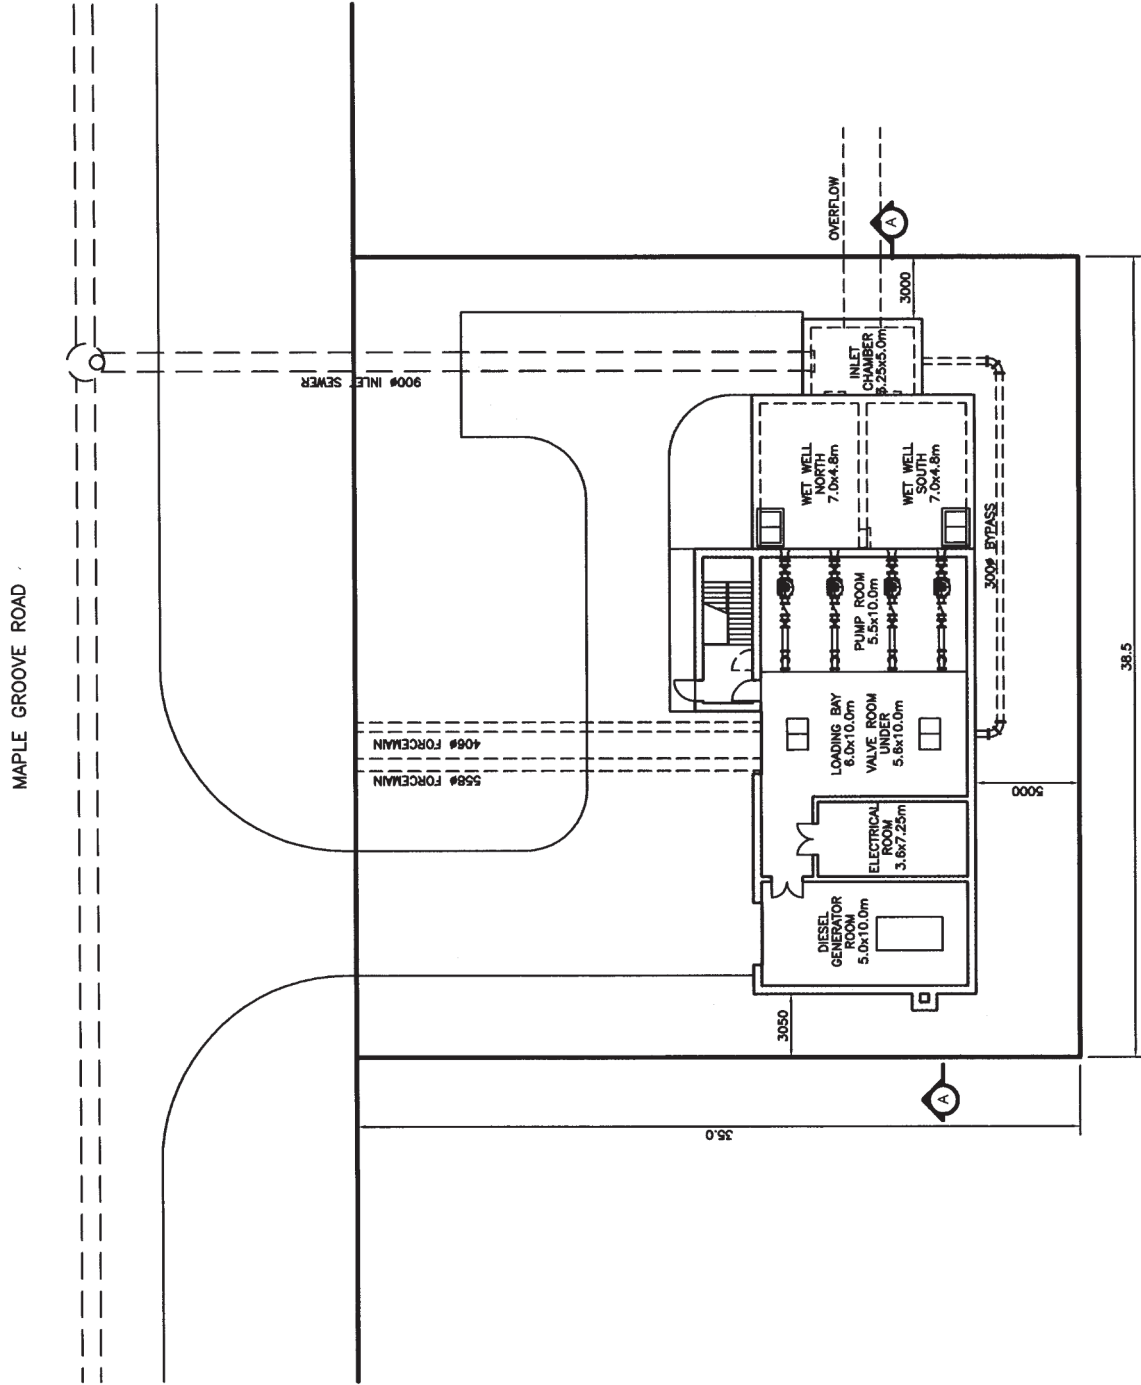 MAPLE GROOVE ROAD
OVERFLOW
A
3000
900ø INLET SEWER
INLET
CHAMBER
3.25x5.0m
WET WELL
NORTH
7.0x4.8m
WET WELL
SOUTH
7.0x4.8m
300ø BYPASS
PUMP ROOM
5.5x10.0m
406ø FORCEMAIN
558ø FORCEMAIN
LOADING BAY
6.0x10.0m
VALVE ROOM
UNDER
5.6x10.0m
5000
38.5
ELECTRICAL
ROOM
3.6x7.25m
DIESEL
GENERATOR
ROOM
5.0x10.0m
3050
A
35.0